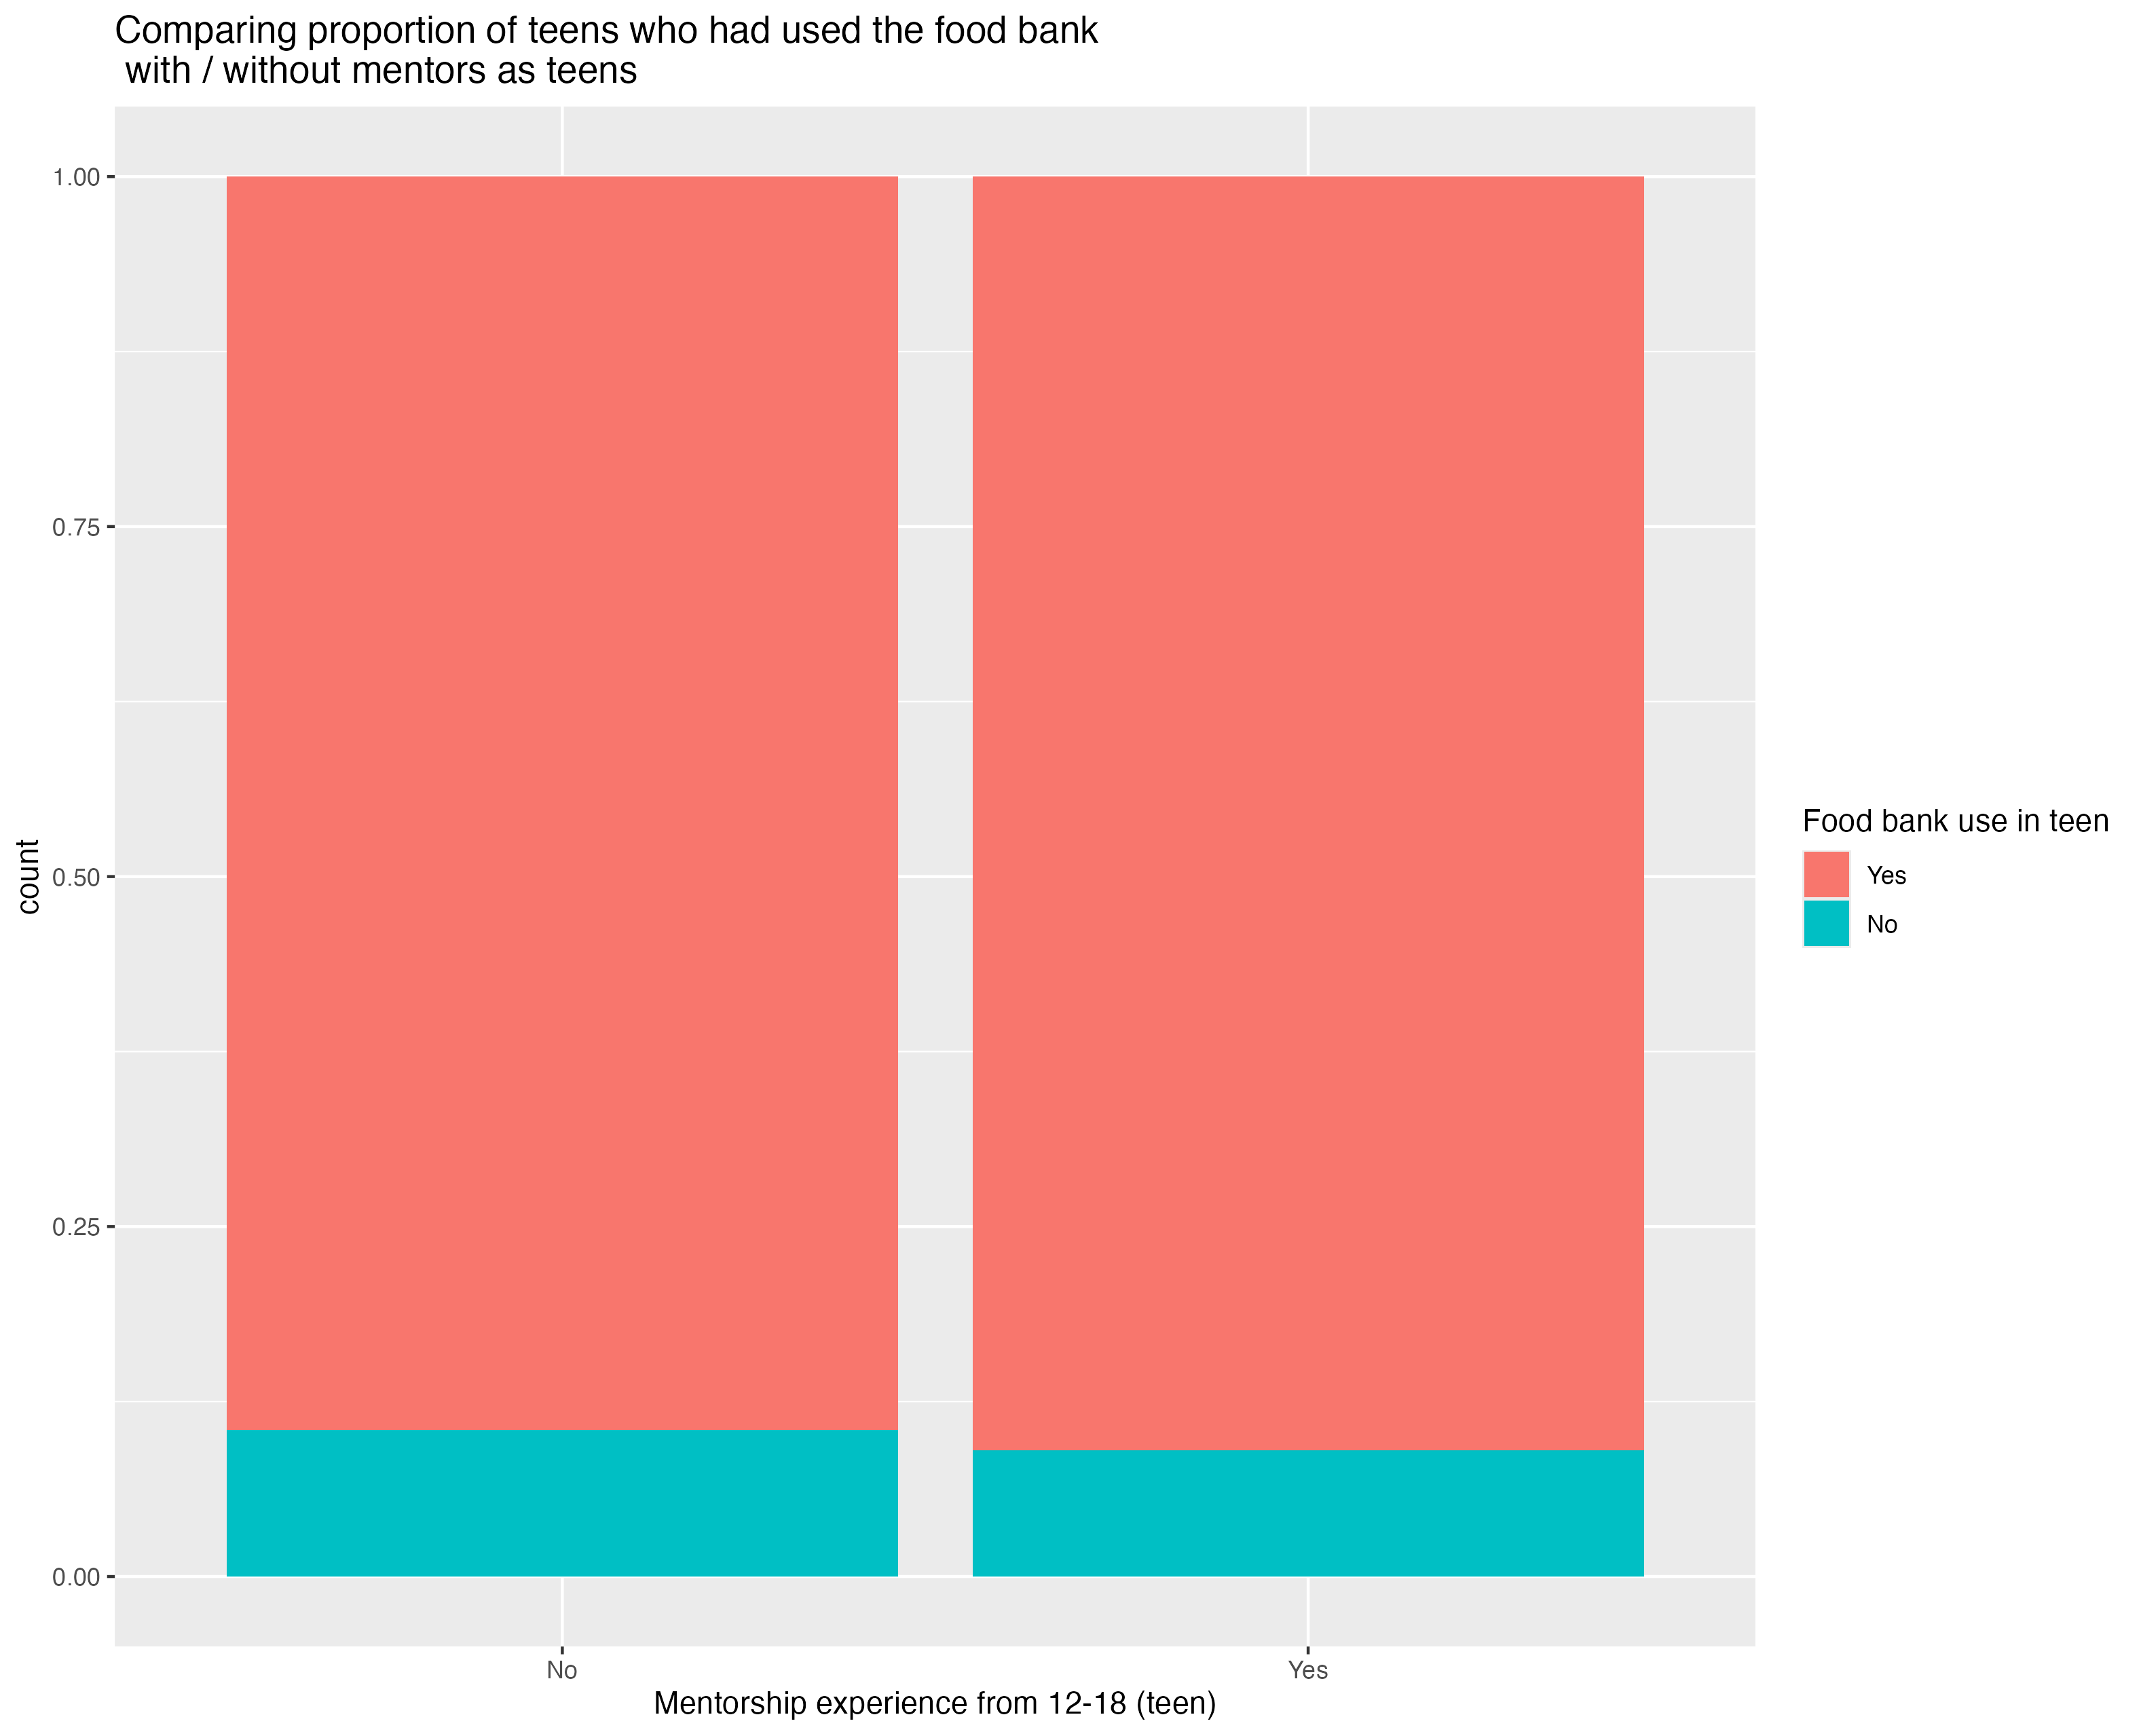 Comparing proportion of teens who had used the food bank
with / without mentors as teens
1.00
0.75
0.50
0.25
0.00
count
No
Yes
Mentorship experience from 12-18 (teen)
Food bank use in teen
Yes
No